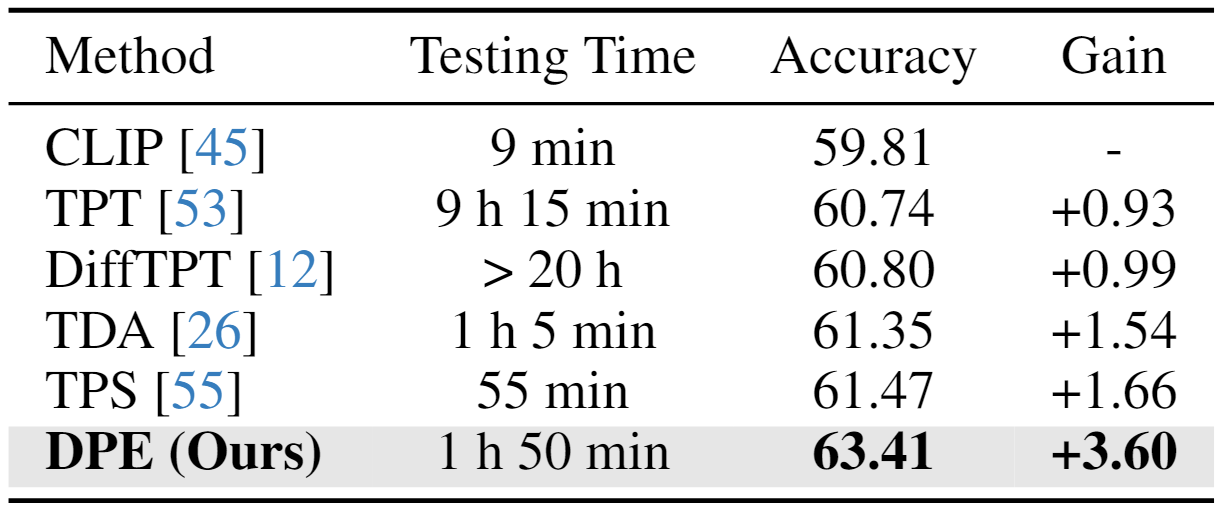 Method Testing Time Accuracy Gain
CLIP [45] 9 min 59.81 -
TPT [53] 9 h 15 min 60.74 +0.93
DiffTPT [12] > 20 h 60.80 +0.99
TDA [26] 1 h 5 min 61.35 +1.54
TPS [55] 55 min 61.47 +1.66
DPE (Ours) 1 h 50 min 63.41 +3.60